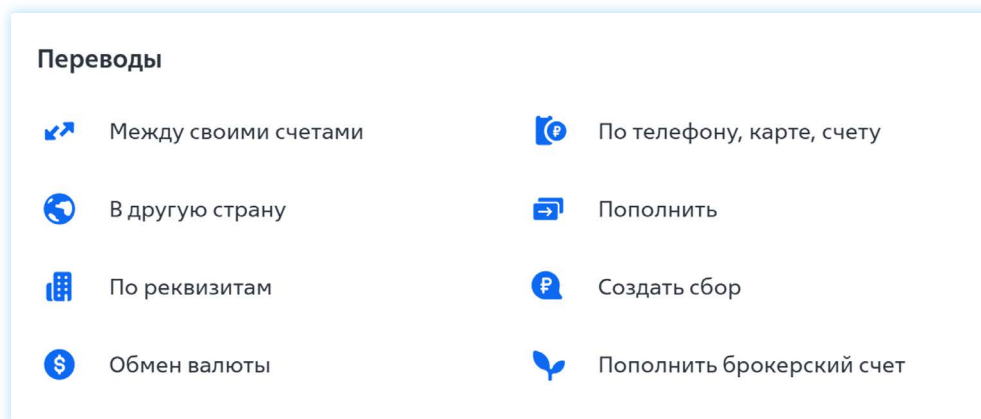 Переводы
Между своими счетами
По телефону, карте, счету
В другую страну
Пополнить
По реквизитам
Создать сбор
Обмен валюты
Пополнить брокерский счет